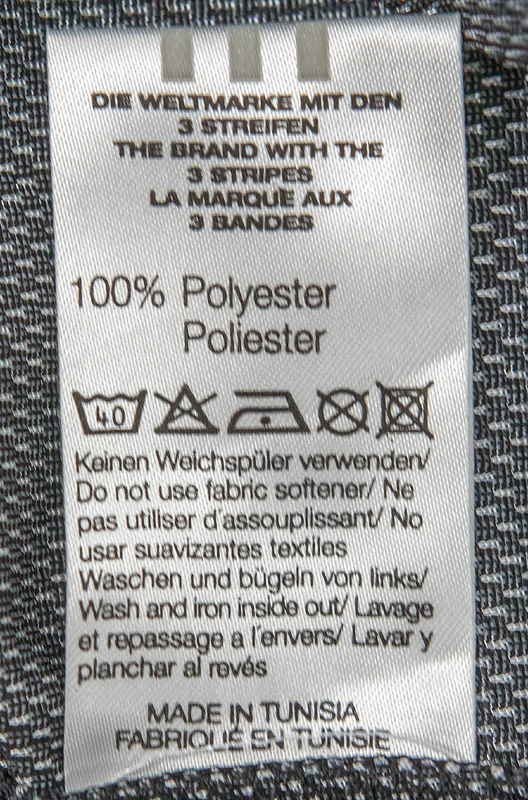 DIE WELTMARKE MIT DEN
3 STREIFEN
THE BRAND WITH THE
3 STRIPES
LA MARQUE AUX
3 BANDES
100% Polyester
Poliester
40
Keinen Weichspüler verwenden/
Do not use fabric softener/ Ne
pas utiliser d'assouplissant/ No
usar suavizantes textiles
Waschen und bügeln von links/
Wash and iron inside out/ Lavage
et repassage a l'envers/ Lavar y
planchar al revés
MADE IN TUNISIA
FABRIQUE EN TUNISIE